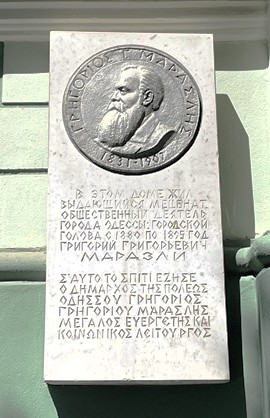 ΓΡΗΓΟΡΙΟΣ Γ. ΜΑΡΑΣΛΗΣ
1831-1907
В ЭТОМ ДОМЕ ЖИЛ
ВЫДАЮЩИЙСЯ МЕЦЕНАТ,
ОБЩЕСТВЕННЫЙ ДЕЯТЕЛЬ
ГОРОДА ОДЕССЫ, ГОРОДСКОЙ
ГОЛОВА С 1880 ПО 1895 ГОД
ГРИГОРИЙ ГРИГОРЬЕВИЧ
МАРАЗЛИ
Σ'ΑΥΤΟ ΤΟ ΣΠΙΤΙ ΕΖΗΣΕ
Ο ΔΗΜΑΡΧΟΣ ΤΗΣ ΠΟΛΕΩΣ
ΟΔΗΣΣΟΥ ΓΡΗΓΟΡΙΟΣ
ΓΡΗΓΟΡΙΟΥ ΜΑΡΑΣΛΗΣ
ΜΕΓΑΛΟΣ ΕΥΕΡΓΕΤΗΣ ΚΑΙ
ΚΟΙΝΩΝΙΚΟΣ ΛΕΙΤΟΥΡΓΟΣ